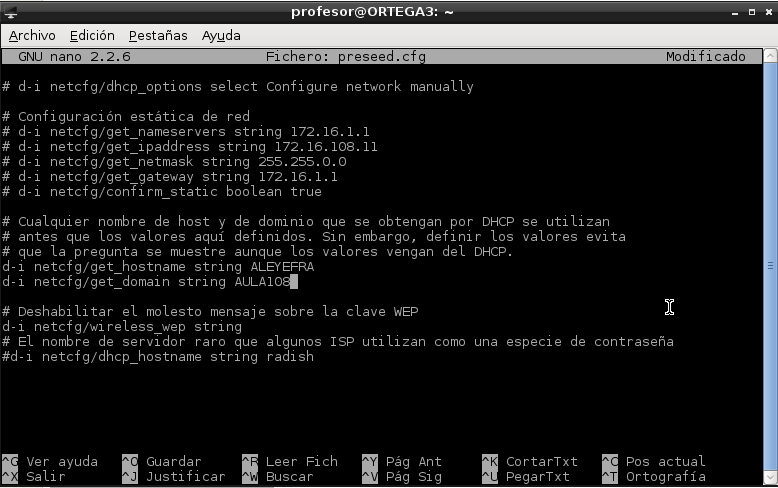 profesor@ORTEGA3: ~
Archivo Edición Pestañas Ayuda
GNU nano 2.2.6 Fichero: preseed.cfg Modificado
# d-i netcfg/dhcp_options select Configure network manually
# Configuración estática de red
# d-i netcfg/get_nameservers string 172.16.1.1
# d-i netcfg/get_ipaddress string 172.16.108.11
# d-i netcfg/get_netmask string 255.255.0.0
# d-i netcfg/get_gateway string 172.16.1.1
# d-i netcfg/confirm_static boolean true
# Cualquier nombre de host y de dominio que se obtengan por DHCP se utilizan
# antes que los valores aquí definidos. Sin embargo, definir los valores evita
# que la pregunta se muestre aunque los valores vengan del DHCP.
d-i netcfg/get_hostname string ALEYEFRA
d-i netcfg/get_domain string AULA108
# Deshabilitar el molesto mensaje sobre la clave WEP
d-i netcfg/wireless_wep string
# El nombre de servidor raro que algunos ISP utilizan como una especie de contraseña
#d-i netcfg/dhcp_hostname string radish
^G Ver ayuda ^O Guardar ^R Leer Fich ^Y Pág Ant ^K CortarTxt ^C Pos actual
^X Salir ^J Justificar ^W Buscar ^V Pág Sig ^U PegarTxt ^T Ortografía